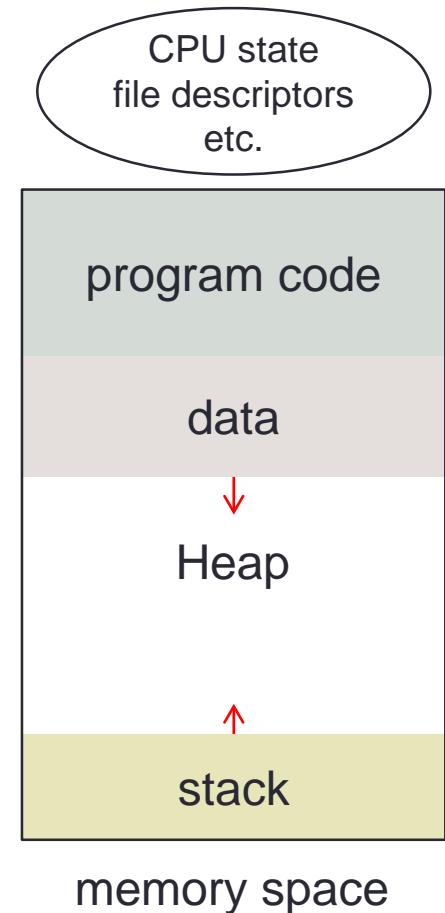 CPU state
file descriptors
etc.
program code
data
Heap
stack
memory space